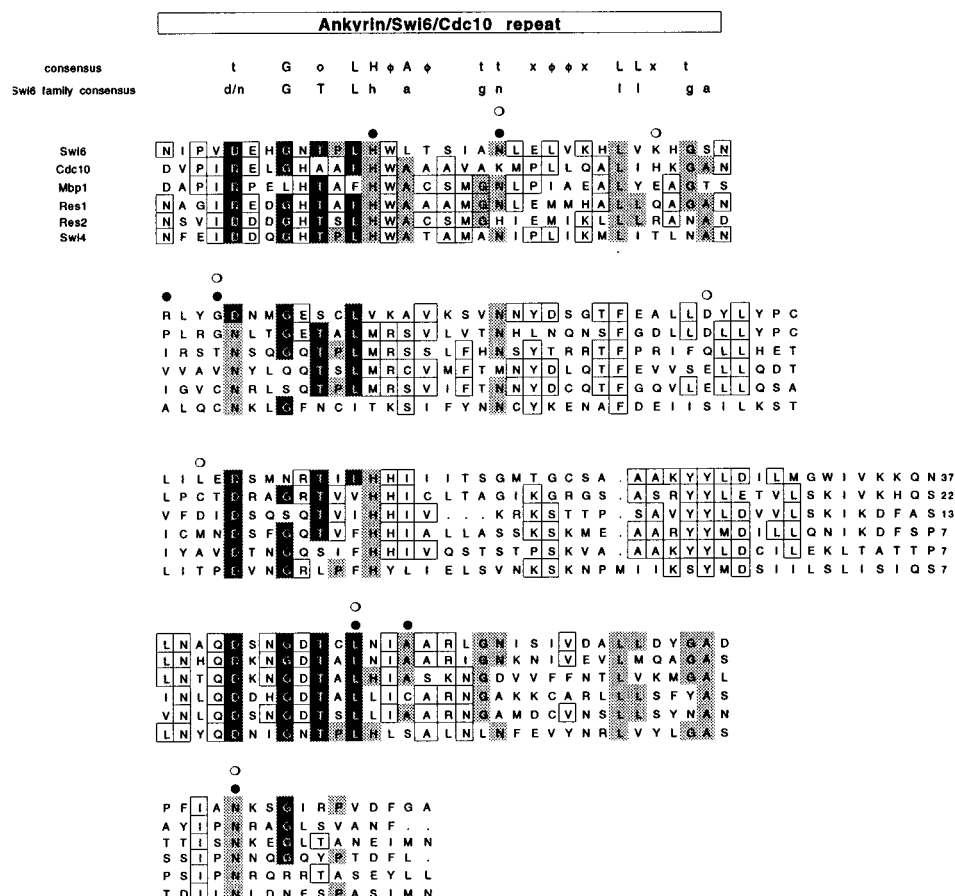 Ankyrin/Swi6/Cdc10 repeat
consensus t G o L H φ A φ t t x φ φ x L L x t
Swi6 family consensus d/n G T L h a g n l l g a
Swi6 N I P V D E H G N T P L H W L T S I A N L E L V K H L V K H G S N
Cdc10 D V P I D E L G H A A L H W A A A V A K M P L L Q A L I H K G A N
Mbp1 D A P I D P E L H T A F H W A C S M G N L P I A E A L Y E A G T S
Res1 N A G I D E D G H T A L H W A A A M G N L E M M H A L L Q A G A N
Res2 N S V I D D D G H T S L H W A C S M G H I E M I K L L L R A N A D
Swi4 N F E I D D Q G H T P L H W A T A M A N I P L I K M L I T L N A N
R L Y G D N M G E S C L V K A V K S V N N Y D S G T F E A L L D Y L Y P C
P L R G N L T G E T A L M R S V L V T N H L N Q N S F G D L L D L L Y P C
I R S T N S Q G Q T P L M R S S L F H N S Y T R R T F P R I F Q L L H E T
V V A V N Y L Q Q T S L M R C V M F T M N Y D L Q T F E V V S E L L Q D T
I G V C N R L S Q T P L M R S V I F T N N Y D C Q T F G Q V L E L L Q S A
A L Q C N K L G F N C I T K S I F Y N N C Y K E N A F D E I I S I L K S T
L I L E D S M N R T I L H H I I I T S G M T G C S A . A A K Y Y L D I L M G W I V K K Q N 37
L P C T D R A G R T V V H H I C L T A G I K G R G S . A S R Y Y L E T V L S K I V K H Q S 22
V F D I D S Q S Q T V I H H I V . . . K R K S T T P . S A V Y Y L D V V L S K I K D F A S 13
I C M N D S F G Q T V F H H I A L L A S S K S K M E . A A R Y Y M D I L L Q N I K D F S P 7
I Y A V D T N G Q S I F H H I V Q S T S T P S K V A . A A K Y Y L D C I L E K L T A T T P 7
L I T P D V N G R L P F H Y L I E L S V N K S K N P M I I K S Y M D S I I L S L I S I Q S 7
L N A Q D S N G D T C L N I A A R L G N I S I V D A L L D Y G A D
L N H Q D K N G D T A L N I A A R I G N K N I V E V L M Q A G A S
L N T Q D K N G D T A L H I A S K N G D V V F F N T L V K M G A L
I N L Q D D H G D T A L L I C A R N G A K K C A R L L L S F Y A S
V N L Q D S N G D T S L L I A A R N G A M D C V N S L L S Y N A N
L N Y Q D N I G N T P L H L S A L N L N F E V Y N R L V Y L G A S
P F I A N K S G I R P V D F G A
A Y I P N R A G L S V A N F . .
T T I S N K E G L T A N E I M N
S S I P N N Q G Q Y P T D F L .
P S I P N R Q R R T A S E Y L L
T D I L N L D N E S P A S I M N